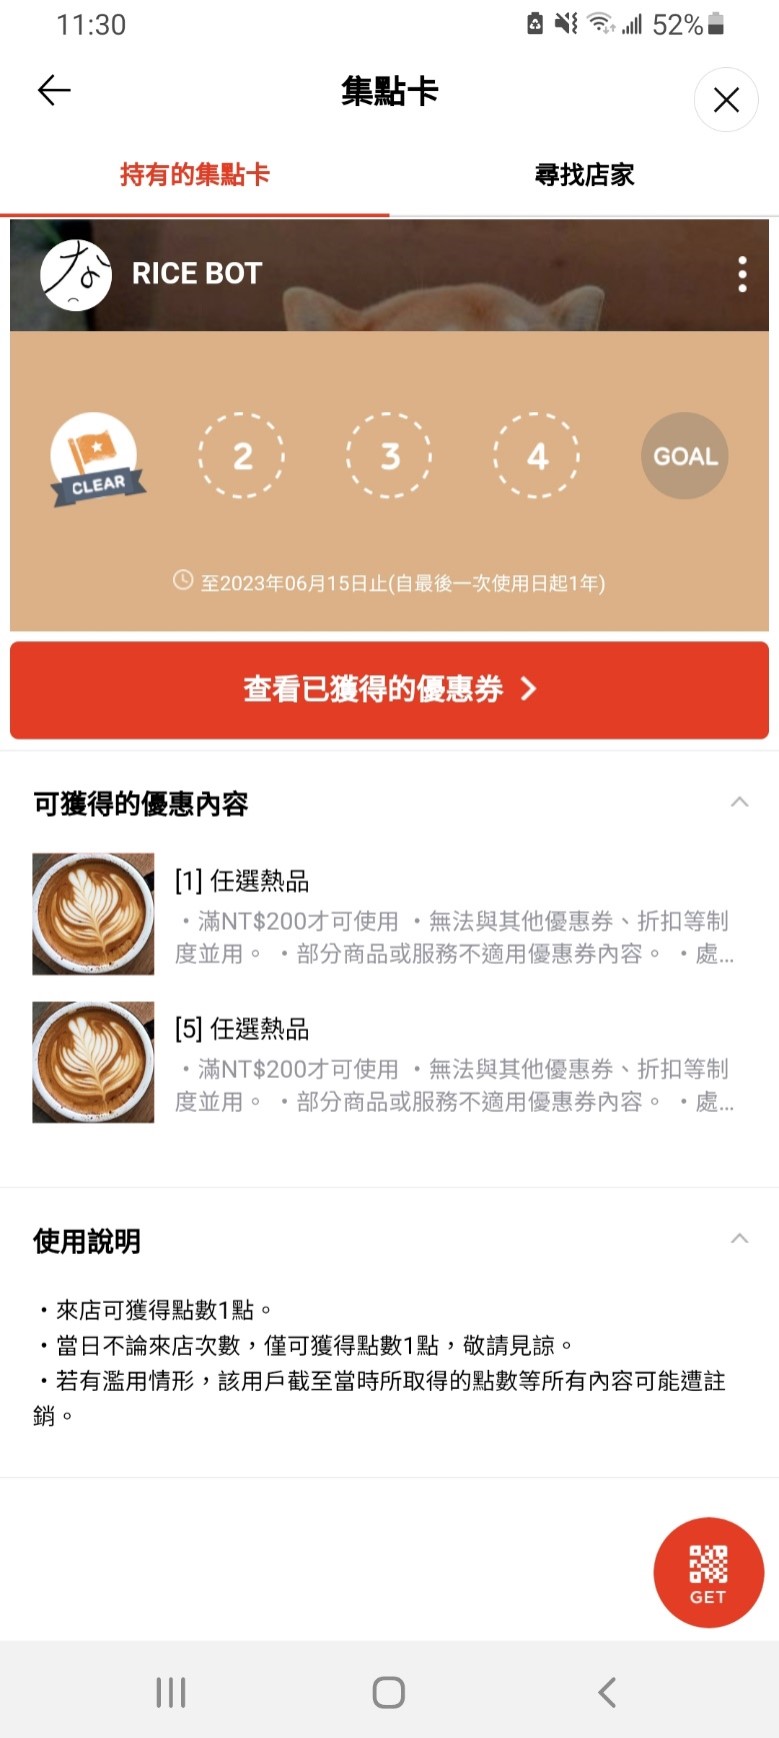 11:30
52%
集點卡
持有的集點卡
尋找店家
な
RICE BOT
CLEAR
2
3
4
GOAL
至2023年06月15日止(自最後一次使用日起1年)
查看已獲得的優惠券
可獲得的優惠內容
[1] 任選熱品
・滿NT$200才可使用 ・無法與其他優惠券、折扣等制
度並用。 ・部分商品或服務不適用優惠券內容。 ・處...
[5] 任選熱品
・滿NT$200才可使用 ・無法與其他優惠券、折扣等制
度並用。 ・部分商品或服務不適用優惠券內容。 ・處...
使用說明
・來店可獲得點數1點。
・當日不論來店次數，僅可獲得點數1點，敬請見諒。
・若有濫用情形，該用戶截至當時所取得的點數等所有內容可能遭註
銷。
GET